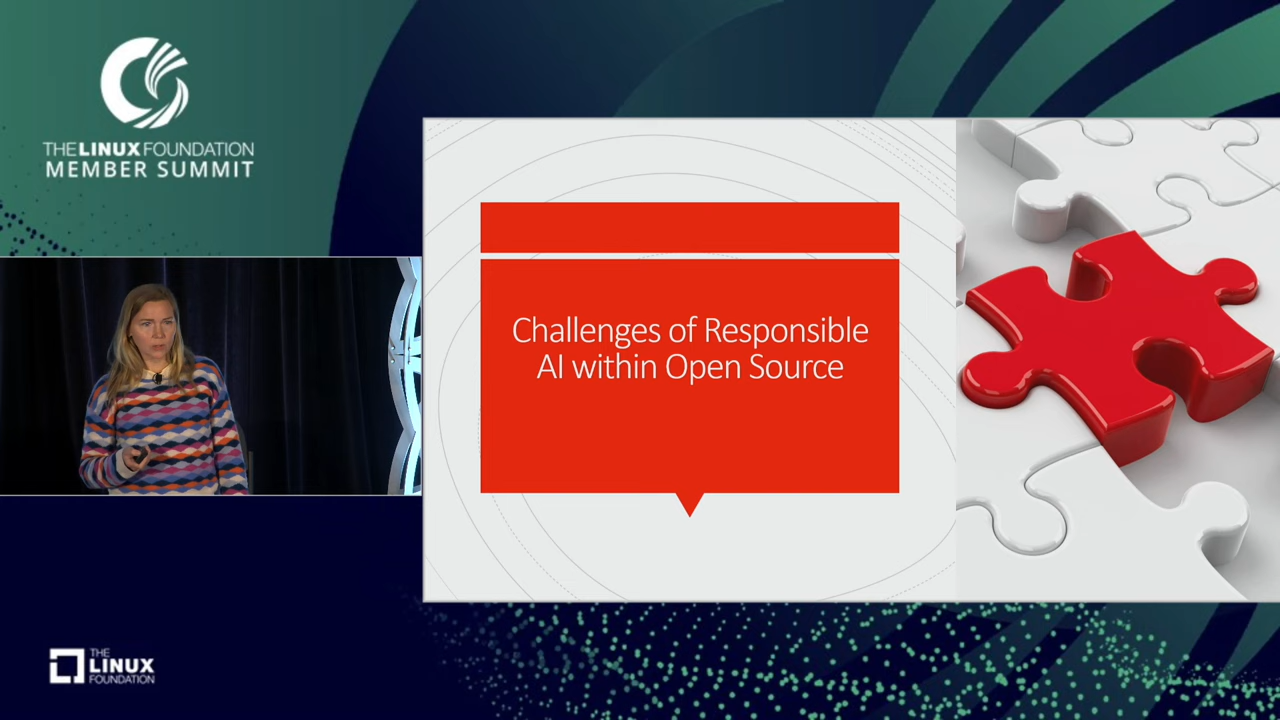 THE LINUX FOUNDATION
MEMBER SUMMIT
Challenges of Responsible
AI within Open Source
THE
LINUX
FOUNDATION